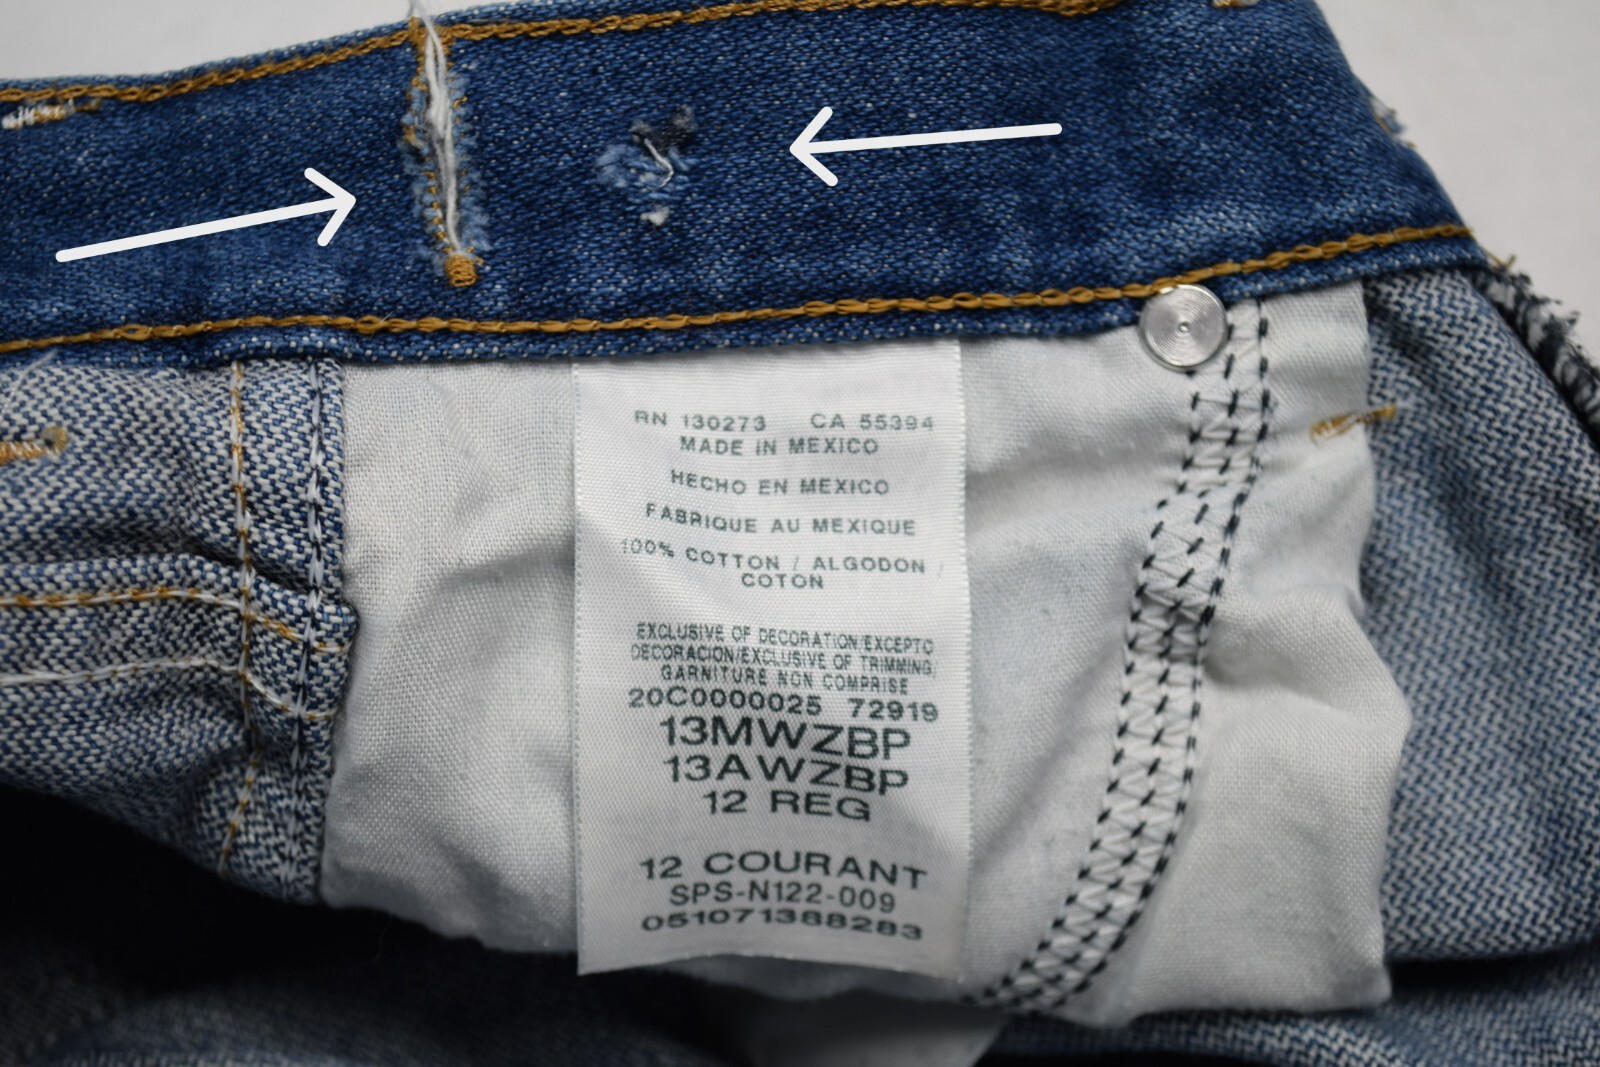 RN 130273 CA 55394
MADE IN MEXICO
HECHO EN MEXICO
FABRIQUE AU MEXIQUE
100% COTTON / ALGODON /
COTON
EXCLUSIVE OF DECORATION/EXCEPTO
DECORACION/EXCLUSIVE OF TRIMMING/
GARNITURE NON COMPRISE
20C0000025 72919
13MWZBP
13AWZBP
12 REG
12 COURANT
SPS-N122-009
051071388283